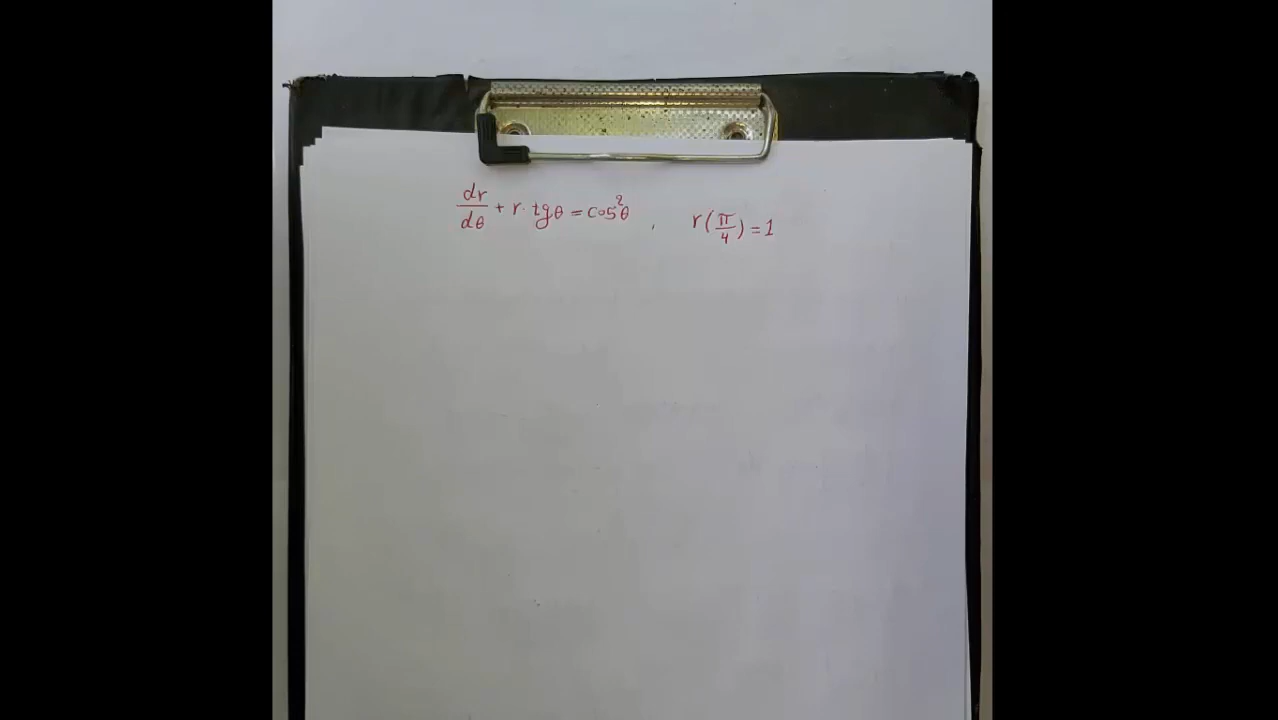 dr/dθ + r · tgθ = cos²θ , r(π/4) = 1